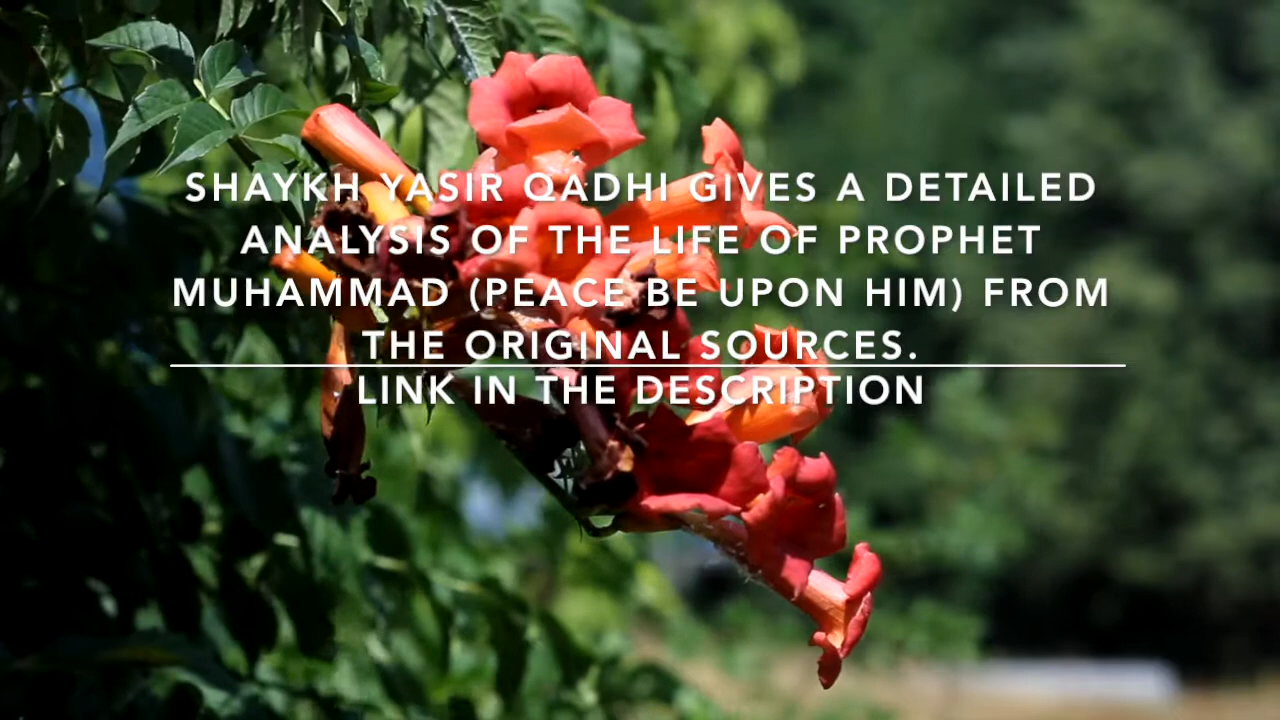 SHAYKH YASIR QADHI GIVES A DETAILED
ANALYSIS OF THE LIFE OF PROPHET
MUHAMMAD (PEACE BE UPON HIM) FROM
THE ORIGINAL SOURCES.
LINK IN THE DESCRIPTION